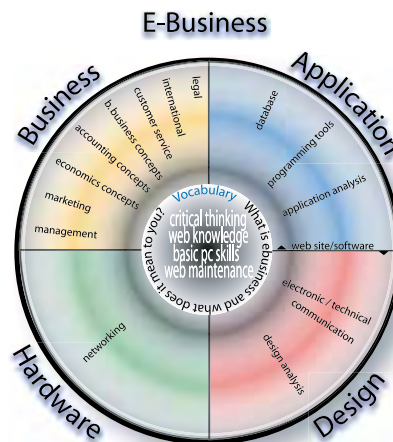 E-Business
Business
Application
legal
international
customer service
b. business concepts
accounting concepts
economics concepts
marketing
management
database
programming tools
application analysis
web site/software
Vocabulary
critical thinking
web knowledge
basic pc skills
web maintenance
What is ebusiness and what does it mean to you?
networking
electronic / technical
communication
design analysis
Hardware
Design